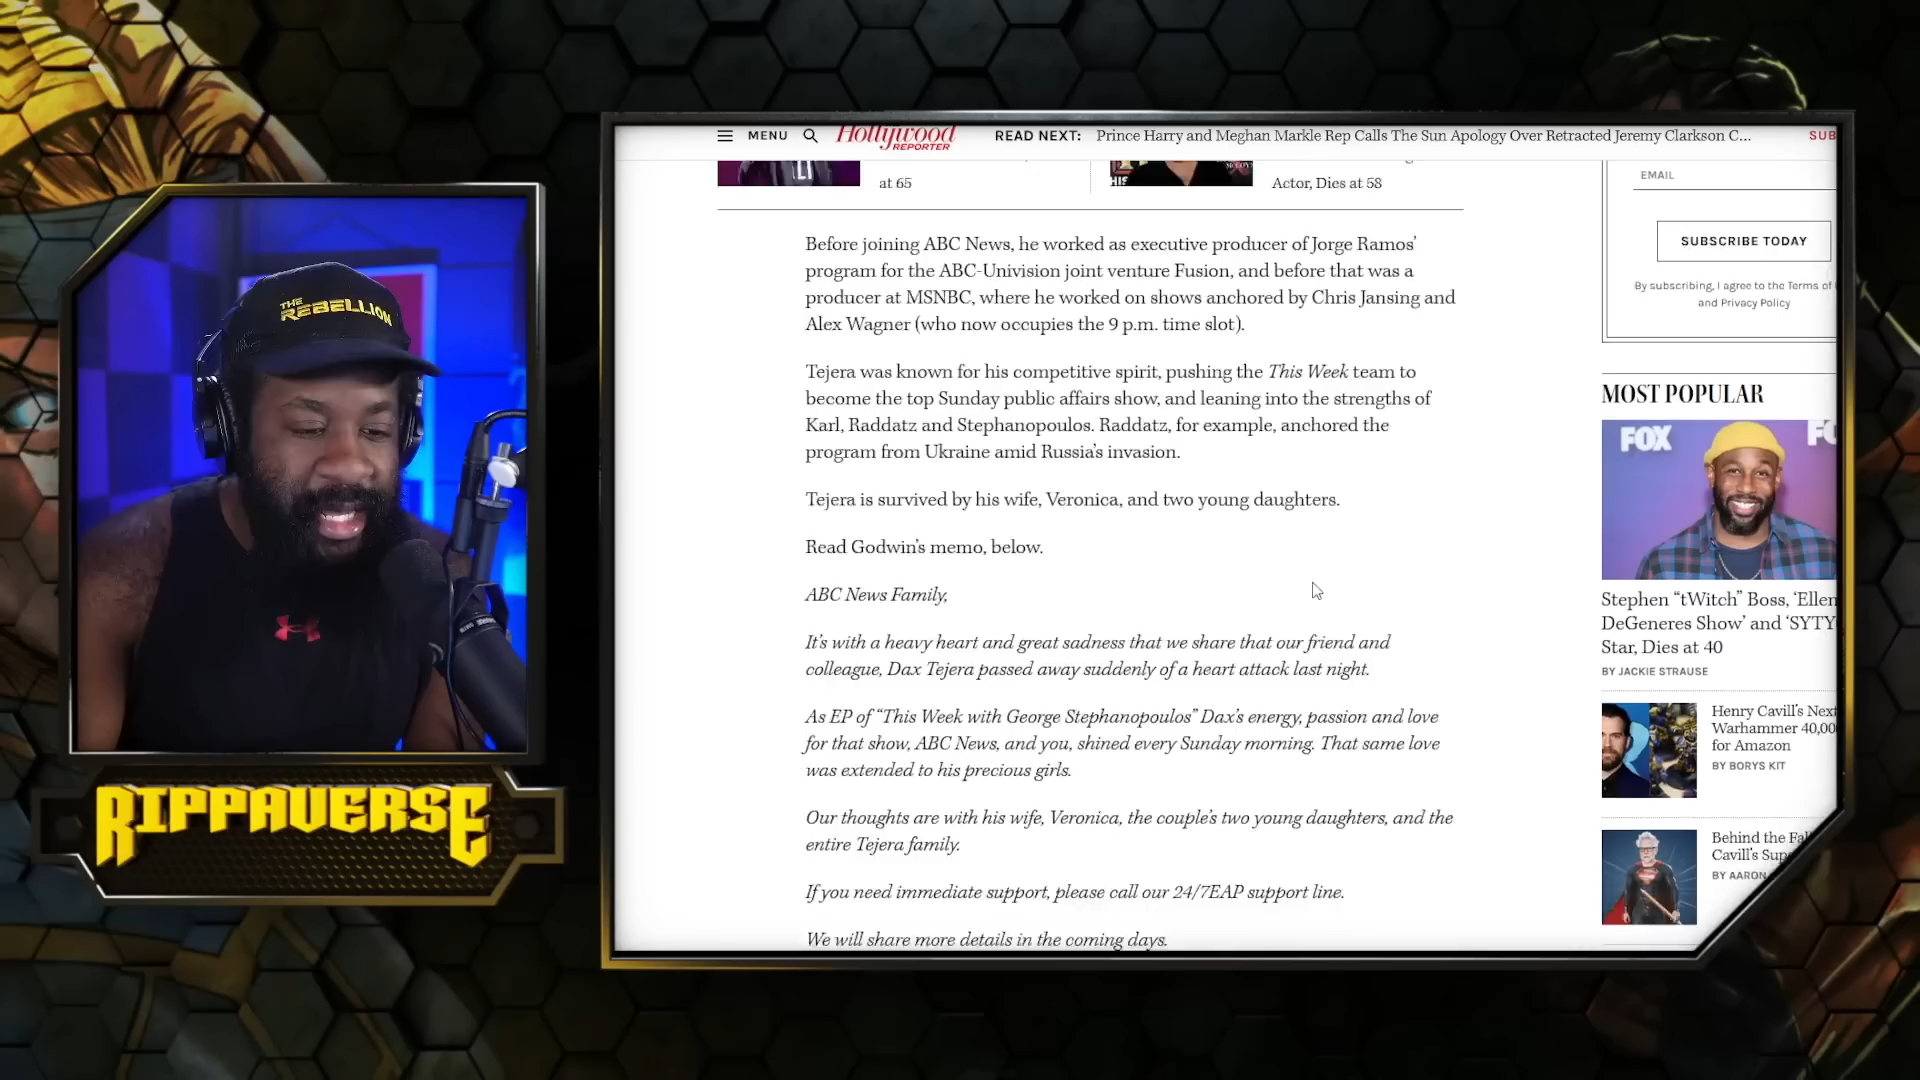 THE
REBELLION
RIPPAVERSE
MENU
Hollywood
REPORTER
READ NEXT: Prince Harry and Meghan Markle Rep Calls The Sun Apology Over Retracted Jeremy Clarkson C...
SUB
at 65
HIS
Actor, Dies at 58
Before joining ABC News, he worked as executive producer of Jorge Ramos’
program for the ABC-Univision joint venture Fusion, and before that was a
producer at MSNBC, where he worked on shows anchored by Chris Jansing and
Alex Wagner (who now occupies the 9 p.m. time slot).
Tejera was known for his competitive spirit, pushing the This Week team to
become the top Sunday public affairs show, and leaning into the strengths of
Karl, Raddatz and Stephanopoulos. Raddatz, for example, anchored the
program from Ukraine amid Russia’s invasion.
Tejera is survived by his wife, Veronica, and two young daughters.
Read Godwin’s memo, below.
ABC News Family,
It’s with a heavy heart and great sadness that we share that our friend and
colleague, Dax Tejera passed away suddenly of a heart attack last night.
As EP of “This Week with George Stephanopoulos” Dax’s energy, passion and love
for that show, ABC News, and you, shined every Sunday morning. That same love
was extended to his precious girls.
Our thoughts are with his wife, Veronica, the couple’s two young daughters, and the
entire Tejera family.
If you need immediate support, please call our 24/7EAP support line.
We will share more details in the coming days.
EMAIL
SUBSCRIBE TODAY
By subscribing, I agree to the Terms of
and Privacy Policy
MOST POPULAR
FOX
FO
Stephen “tWitch” Boss, ‘Ellen
DeGeneres Show’ and ‘SYTY
Star, Dies at 40
BY JACKIE STRAUSE
Henry Cavill’s Next
Warhammer 40,00
for Amazon
BY BORYS KIT
Behind the Fal
Cavill’s Sup
BY AARON